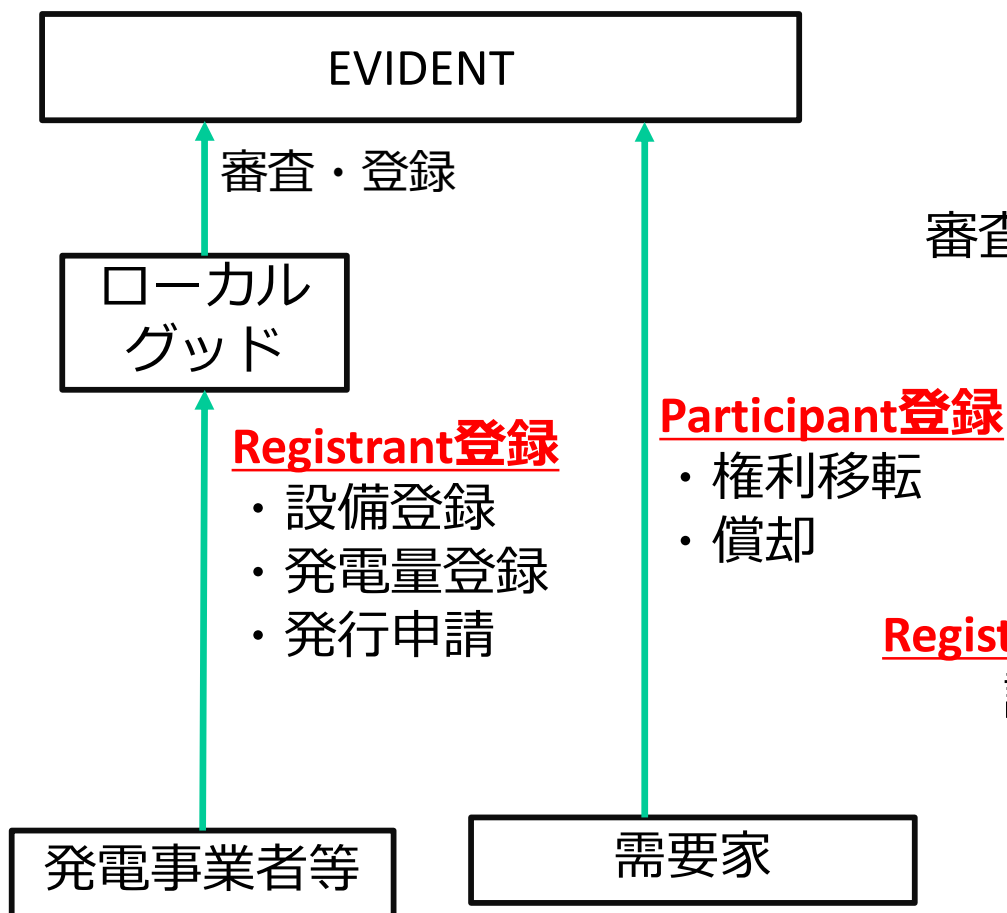 EVIDENT
審査・登録
審査
ローカル
グッド
Registrant登録
・設備登録
・発電量登録
・発行申請
Participant登録
・権利移転
・償却
Regist
発電事業者等
需要家